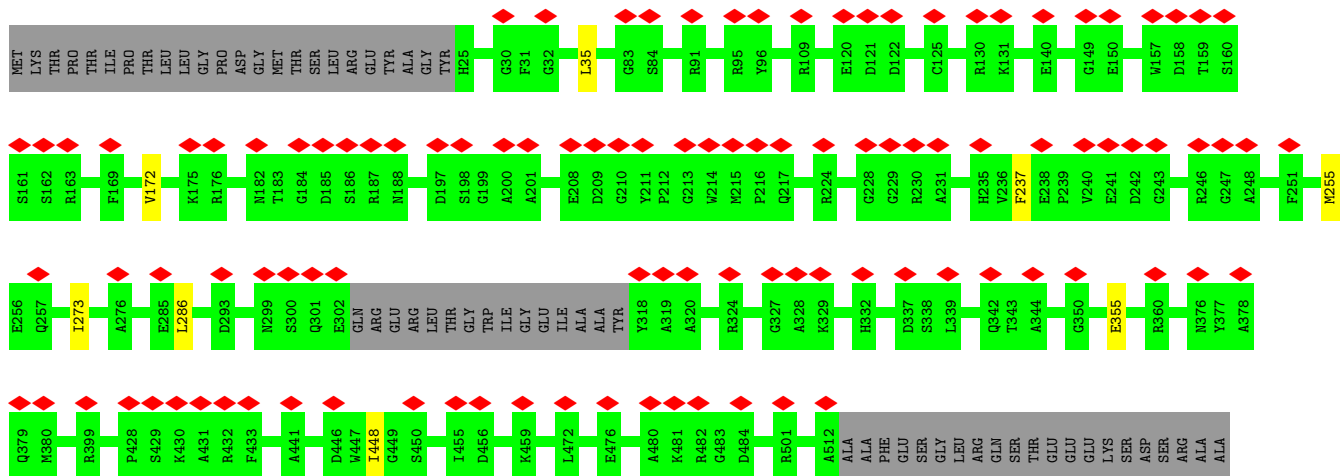 MET LYS THR PRO THR ILE PRO THR LEU LEU GLY PRO ASP GLY MET THR SER LEU ARG GLU TYR ALA GLY TYR H25 G30 F31 G32 L35 G83 S84 R91 R95 Y96 R109 E120 D121 D122 C125 R130 K131 E140 G149 E150 W157 D158 T159 S160
S161 S162 R163 F169 V172 K175 R176 N182 T183 G184 D185 S186 R187 N188 D197 S198 G199 A200 A201 E208 D209 G210 Y211 P212 G213 W214 M215 P216 Q217 R224 G228 G229 R230 A231 H235 V236 F237 E238 P239 V240 E241 D242 G243 R246 G247 A248 F251 M255
E256 Q257 I273 A276 E285 L286 D293 N299 S300 Q301 E302 GLN ARG GLU ARG LEU THR GLY TRP ILE GLY GLU ILE ALA ALA TYR Y318 A319 A320 R324 G327 A328 K329 H332 D337 S338 L339 Q342 T343 A344 G350 E355 R360 N376 Y377 A378
Q379 M380 R399 P428 S429 K430 A431 R432 F433 A441 D446 W447 I448 G449 S450 I455 D456 K459 L472 E476 A480 K481 R482 G483 D484 R501 A512 ALA ALA PHE GLU SER GLY LEU ARG GLN SER THR GLU GLU GLU LYS SER ASP SER ARG ALA ALA